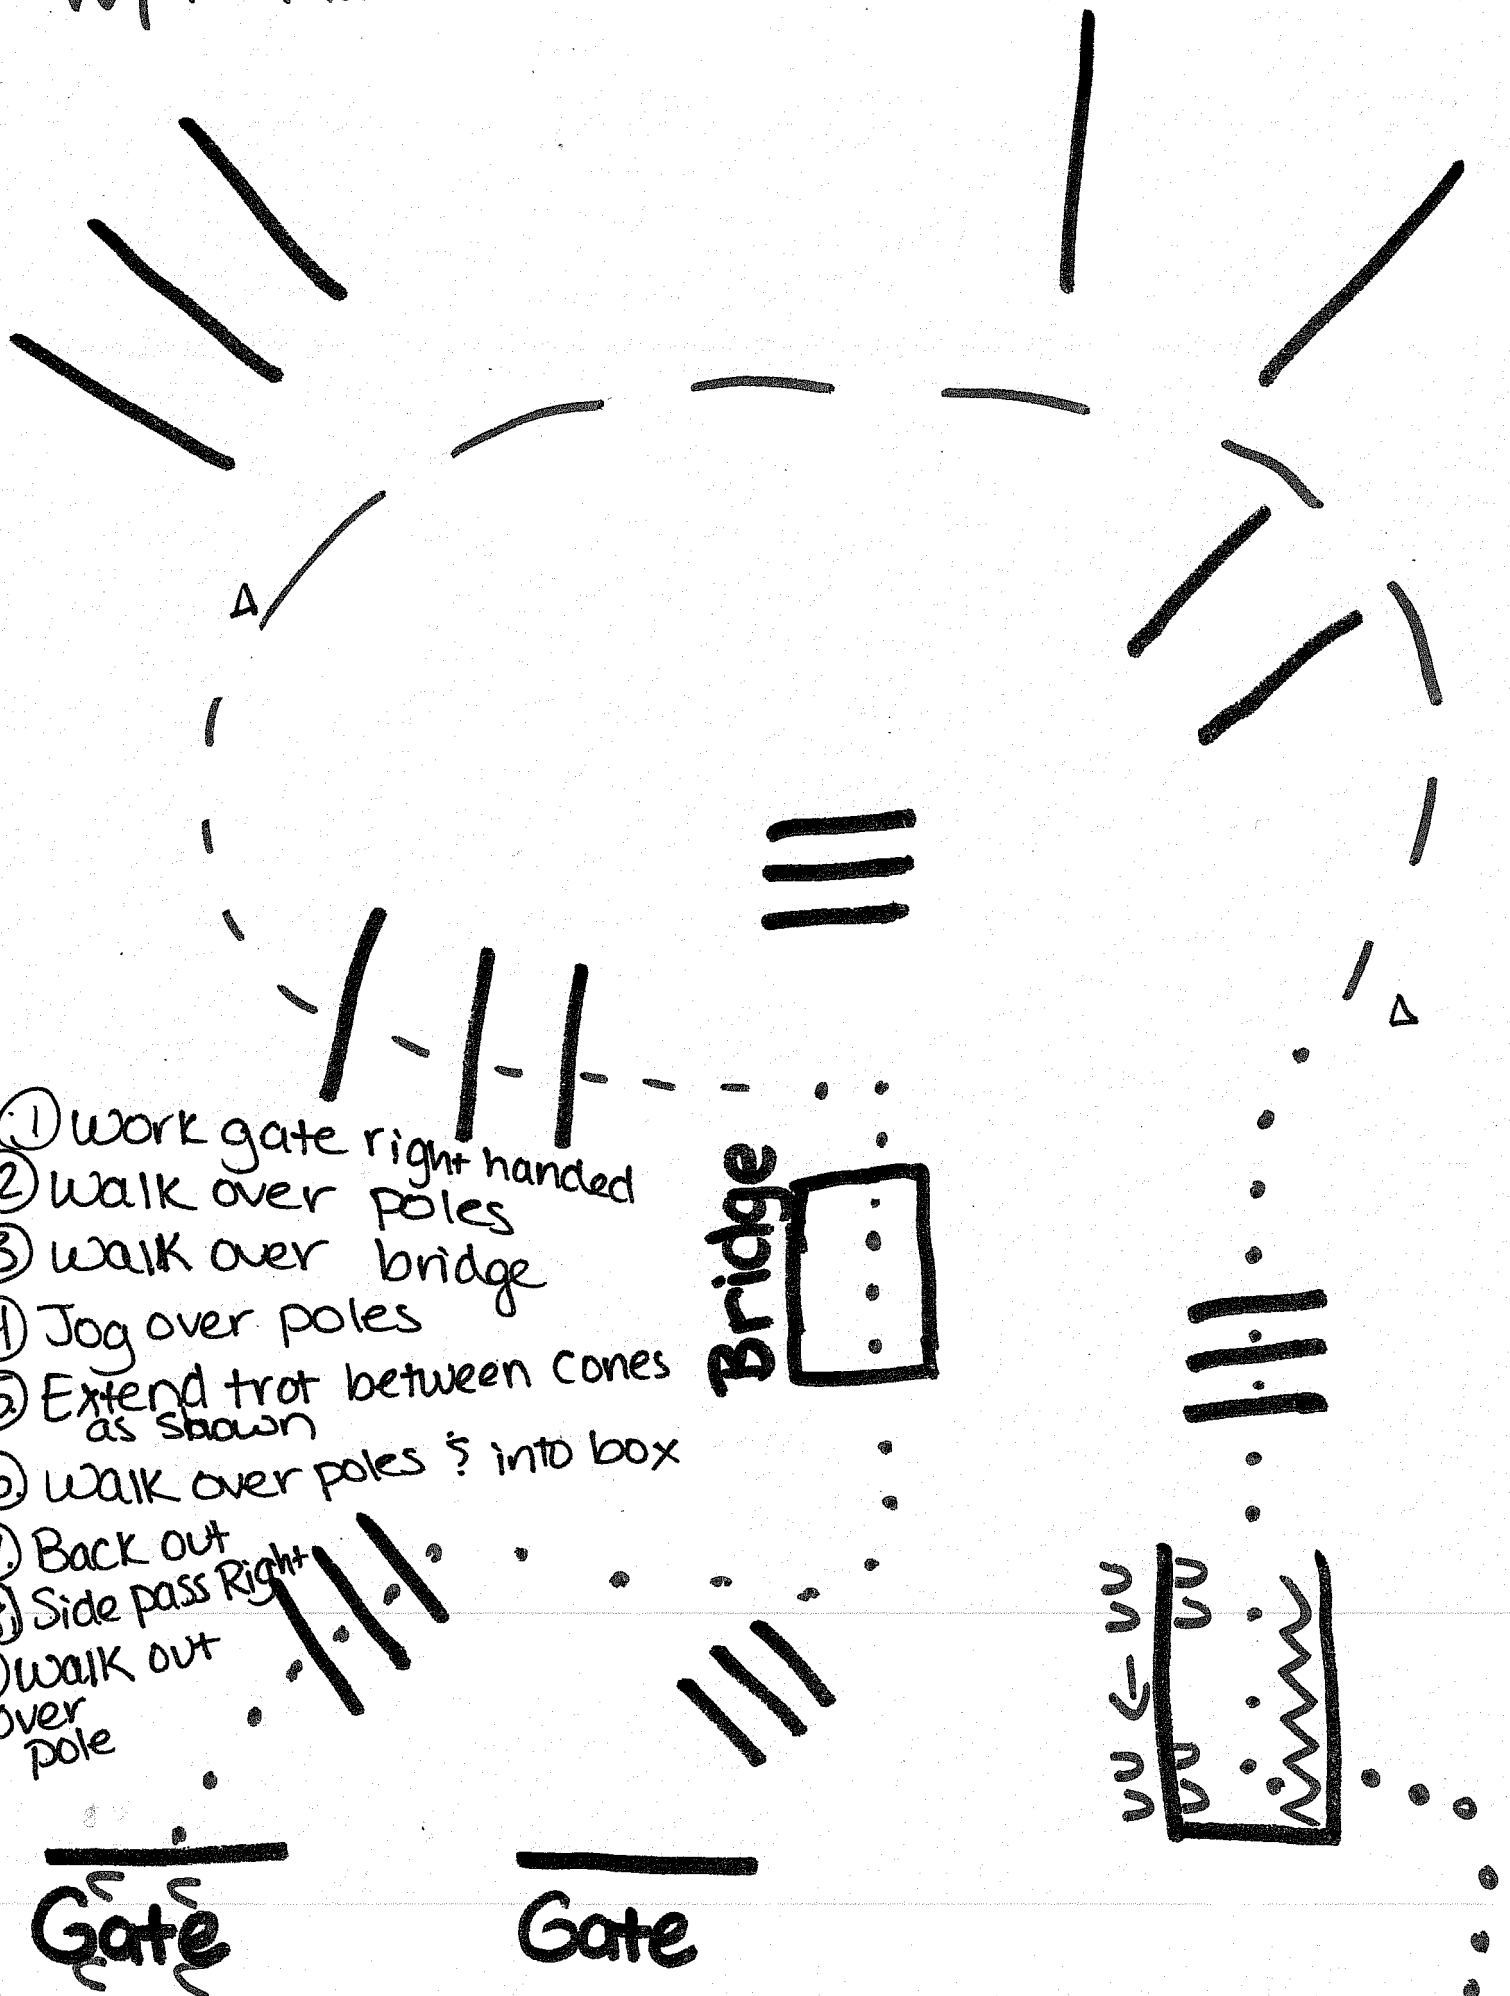 ① Work gate right handed
② Walk over poles
③ Walk over bridge
④ Jog over poles
⑤ Extend trot between cones
as shown
⑥ Walk over poles & into box
⑦ Back out
Side pass Right
Walk out
over
pole
Bridge
Gate
Gate